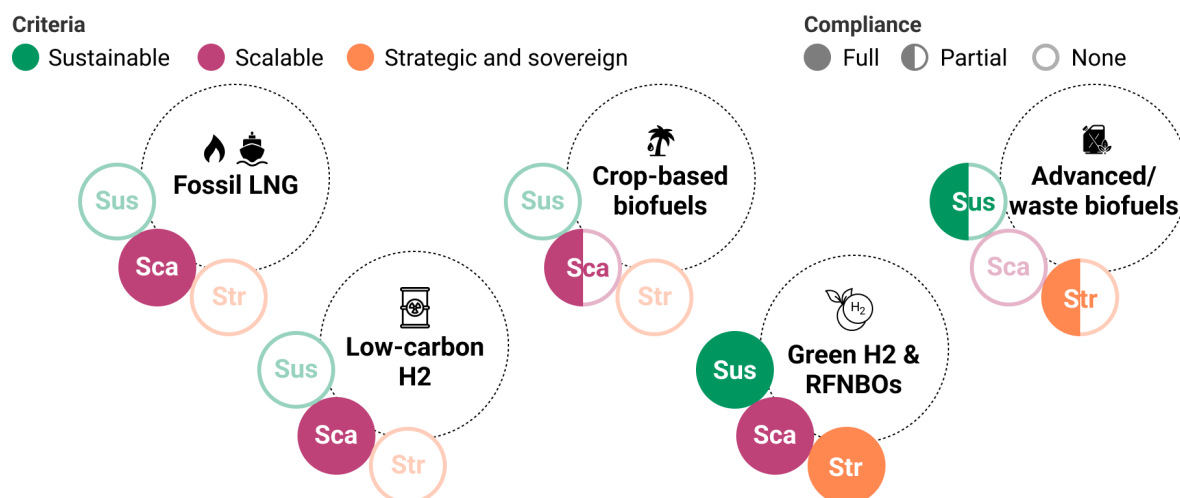 Criteria
Sustainable
Scalable
Strategic and sovereign
Compliance
Full
Partial
None
Fossil LNG
Sus
Sca
Str
Low-carbon
H2
Sus
Sca
Str
Crop-based
biofuels
Sus
Sca
Str
H2
Green H2 &
RFNBOs
Sus
Sca
Str
Advanced/
waste biofuels
Sus
Sca
Str